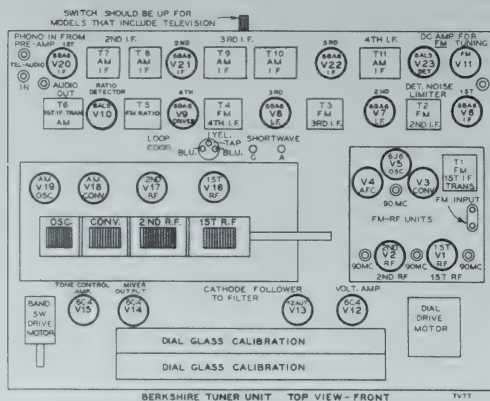 SWITCH SHOULD BE UP FOR
MODELS THAT INCLUDE TELEVISION
PHONO IN FROM PRE-AMP
1ST
2ND I.F.
3RD I.F.
4TH I.F.
DC AMP FOR FM TUNING
TEL-AUDIO
IN
AUDIO OUT
6BA6 V20 I F
T7 AM I F
T8 AM I F
2ND
6BA6 V21 I F
T9 AM I F
T10 AM I F
3RD
6BA6 V22 I F
T11 AM I F
6AL5 V23 DET
FM V11
T6 1ST IF TRAN AM
RATIO DETECTOR
6AL5 V10
T5 FM RATIO
4TH
6BA6 V9 DRIVER
T4 FM 4TH I.F.
3RD
6BA6 V8 I.F.
T3 FM 3RD I.F.
2ND
6BA6 V7 I.F.
DET. NOISE LIMITER
T2 FM 2ND I.F.
1ST
6BA6 V6 I F
LOOP
YEL.
TAP
BLU.
BLU.
SHORTWAVE
G
A
AM V19 OSC
AM V18 CONV
2ND V17 RF
1ST V16 RF
OSC.
CONV.
2ND R.F.
1ST R.F
6J6 V5 OSC
V4 AFC
V3 CONV
90 MC
T1 FM 1ST IF TRANS
FM INPUT
FM-RF UNITS
90MC
2ND V2 RF
90MC
1ST V1 RF
90MC
2ND RF
1ST RF
TONE CONTROL AMP.
MIXER OUTPUT
CATHODE FOLLOWER TO FILTER
VOLT. AMP
BAND SW DRIVE MOTOR
6C4 V15
6C4 V14
12AU7 V13
6C4 V12
DIAL DRIVE MOTOR
DIAL GLASS CALIBRATION
DIAL GLASS CALIBRATION
BERKSHIRE TUNER UNIT TOP VIEW-FRONT
TV77